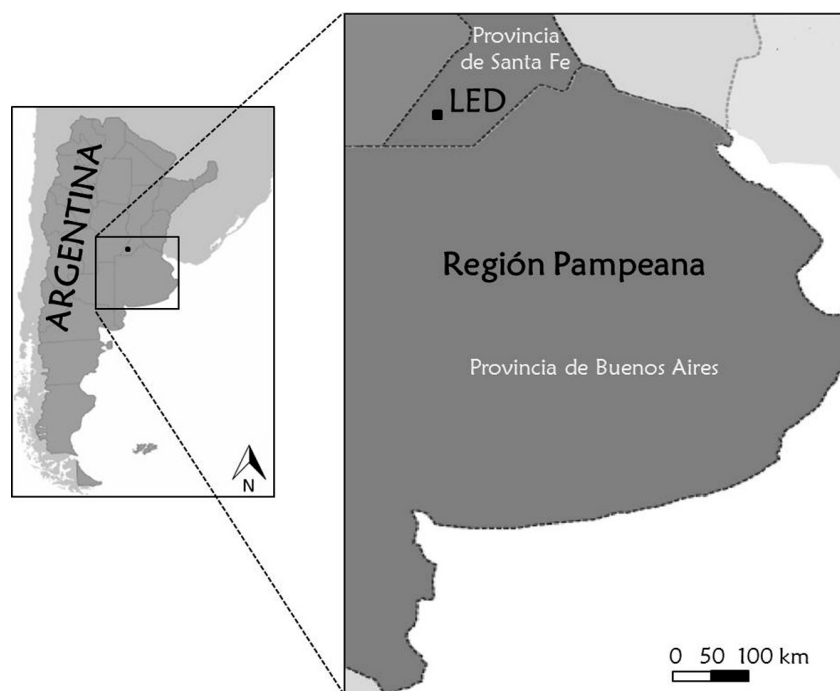 ARGENTINA
N
Provincia
de Santa Fe
LED
Región Pampeana
Provincia de Buenos Aires
0 50 100 km